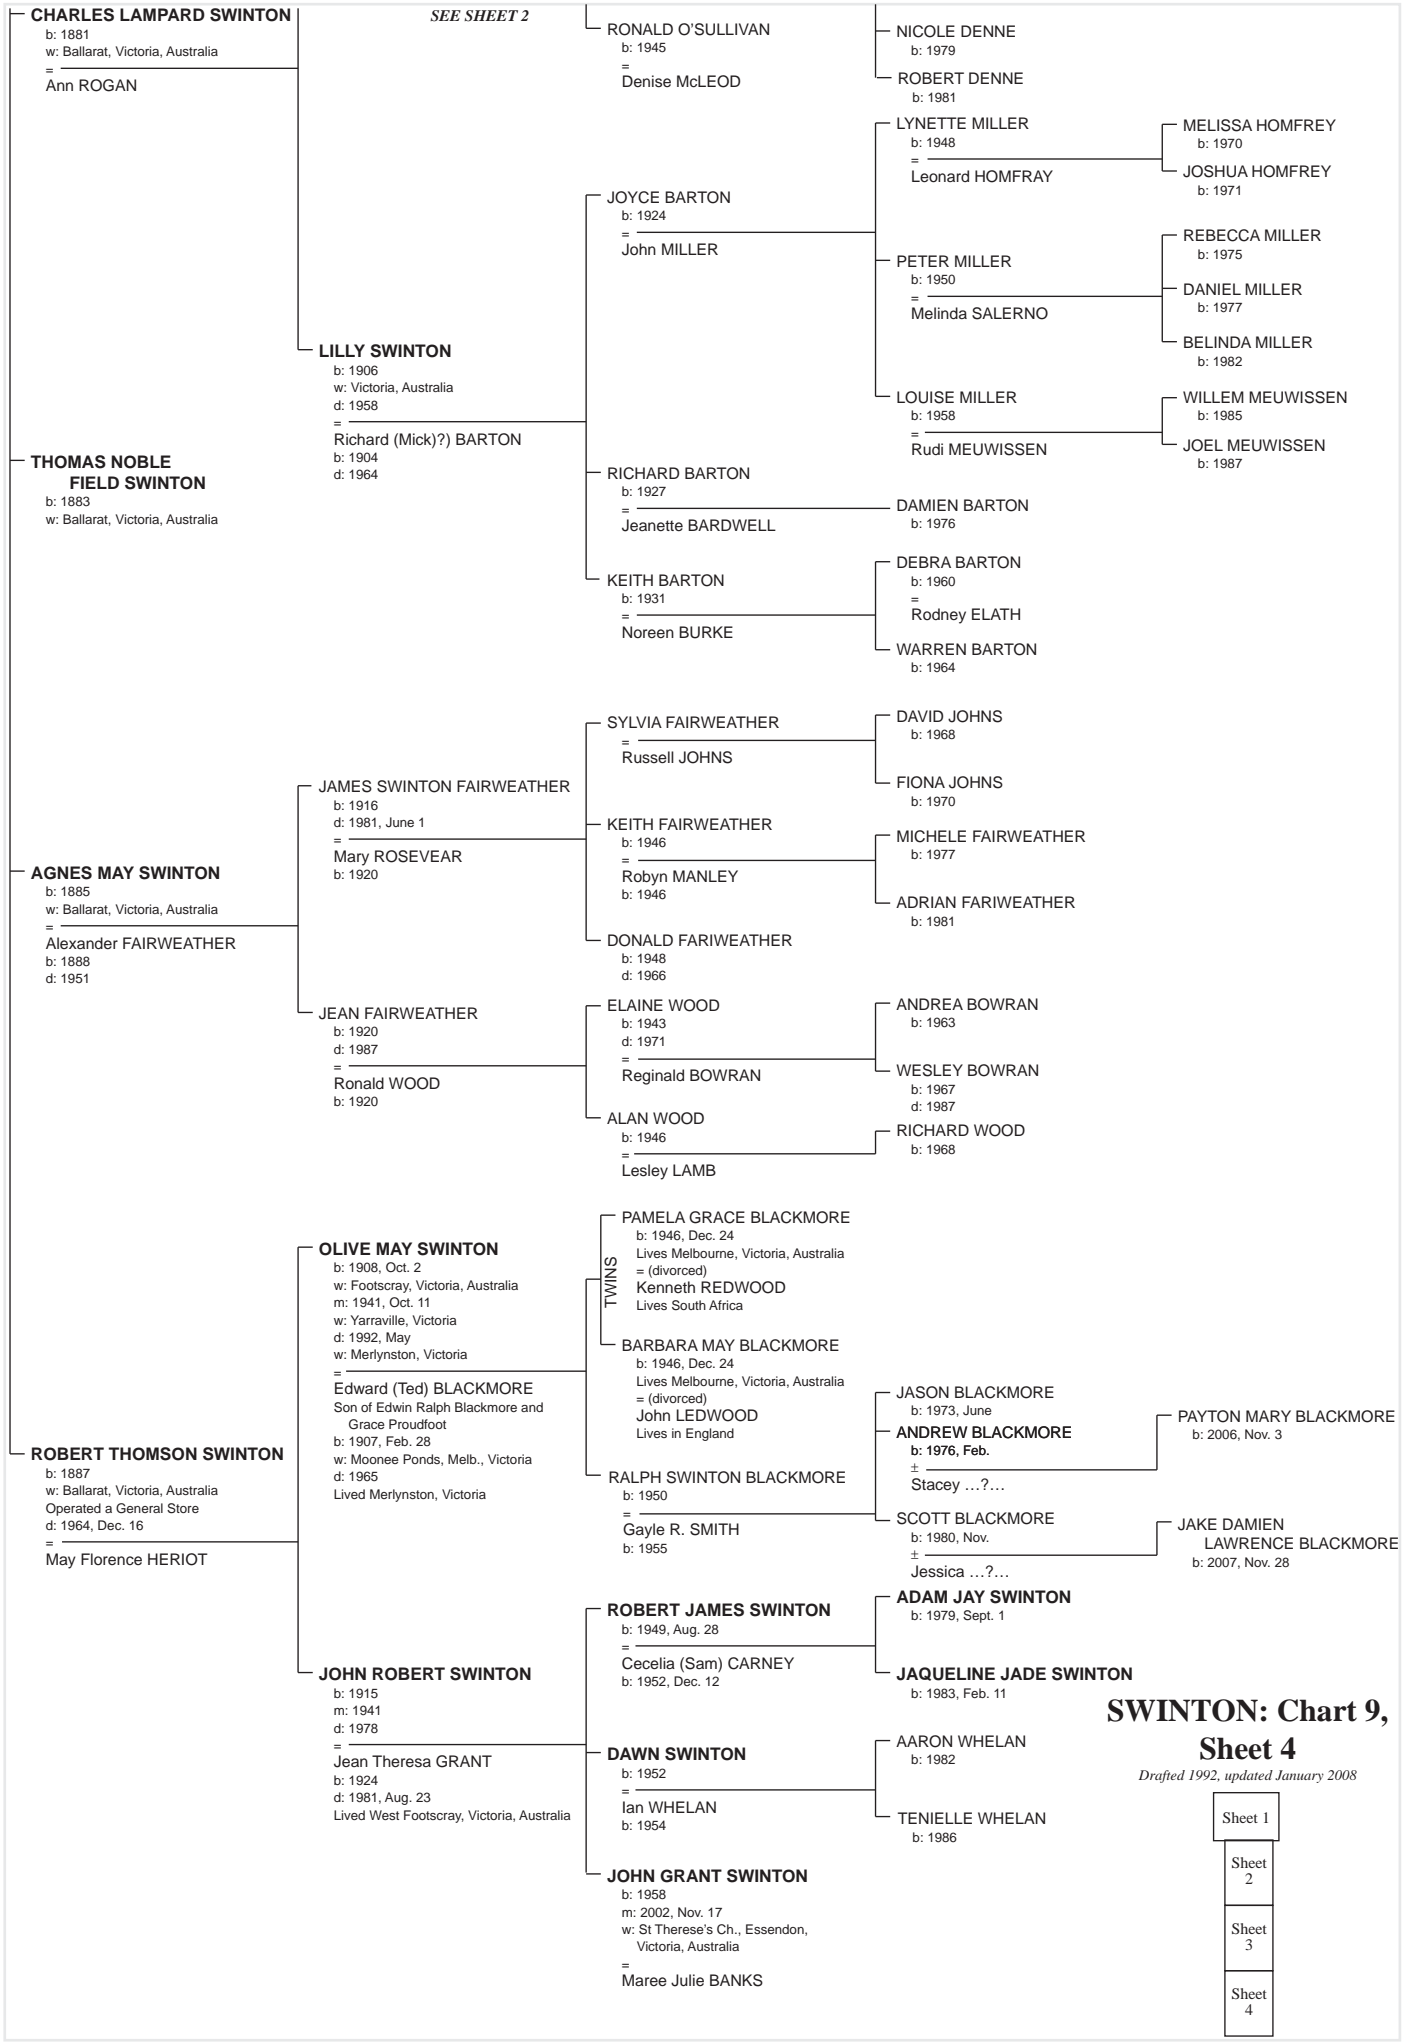 CHARLES LAMPARD SWINTON
b: 1881
w: Ballarat, Victoria, Australia
=
Ann ROGAN
THOMAS NOBLE
FIELD SWINTON
b: 1883
w: Ballarat, Victoria, Australia
AGNES MAY SWINTON
b: 1885
w: Ballarat, Victoria, Australia
=
Alexander FAIRWEATHER
b: 1888
d: 1951
ROBERT THOMSON SWINTON
b: 1887
w: Ballarat, Victoria, Australia
Operated a General Store
d: 1964, Dec. 16
=
May Florence HERIOT
SEE SHEET 2
LILLY SWINTON
b: 1906
w: Victoria, Australia
d: 1958
=
Richard (Mick)?) BARTON
b: 1904
d: 1964
JAMES SWINTON FAIRWEATHER
b: 1916
d: 1981, June 1
=
Mary ROSEVEAR
b: 1920
JEAN FAIRWEATHER
b: 1920
d: 1987
=
Ronald WOOD
b: 1920
OLIVE MAY SWINTON
b: 1908, Oct. 2
w: Footscray, Victoria, Australia
m: 1941, Oct. 11
w: Yarraville, Victoria
d: 1992, May
w: Merlynston, Victoria
=
Edward (Ted) BLACKMORE
Son of Edwin Ralph Blackmore and
Grace Proudfoot
b: 1907, Feb. 28
w: Moonee Ponds, Melb., Victoria
d: 1965
Lived Merlynston, Victoria
JOHN ROBERT SWINTON
b: 1915
m: 1941
d: 1978
=
Jean Theresa GRANT
b: 1924
d: 1981, Aug. 23
Lived West Footscray, Victoria, Australia
RONALD O'SULLIVAN
b: 1945
=
Denise McLEOD
JOYCE BARTON
b: 1924
=
John MILLER
RICHARD BARTON
b: 1927
=
Jeanette BARDWELL
KEITH BARTON
b: 1931
=
Noreen BURKE
SYLVIA FAIRWEATHER
=
Russell JOHNS
KEITH FAIRWEATHER
b: 1946
=
Robyn MANLEY
b: 1946
DONALD FARIWEATHER
b: 1948
d: 1966
ELAINE WOOD
b: 1943
d: 1971
=
Reginald BOWRAN
ALAN WOOD
b: 1946
=
Lesley LAMB
TWINS
PAMELA GRACE BLACKMORE
b: 1946, Dec. 24
Lives Melbourne, Victoria, Australia
= (divorced)
Kenneth REDWOOD
Lives South Africa
BARBARA MAY BLACKMORE
b: 1946, Dec. 24
Lives Melbourne, Victoria, Australia
= (divorced)
John LEDWOOD
Lives in England
RALPH SWINTON BLACKMORE
b: 1950
=
Gayle R. SMITH
b: 1955
ROBERT JAMES SWINTON
b: 1949, Aug. 28
=
Cecelia (Sam) CARNEY
b: 1952, Dec. 12
DAWN SWINTON
b: 1952
=
Ian WHELAN
b: 1954
JOHN GRANT SWINTON
b: 1958
m: 2002, Nov. 17
w: St Therese's Ch., Essendon,
Victoria, Australia
=
Maree Julie BANKS
NICOLE DENNE
b: 1979
ROBERT DENNE
b: 1981
LYNETTE MILLER
b: 1948
=
Leonard HOMFRAY
PETER MILLER
b: 1950
=
Melinda SALERNO
LOUISE MILLER
b: 1958
=
Rudi MEUWISSEN
DAMIEN BARTON
b: 1976
DEBRA BARTON
b: 1960
=
Rodney ELATH
WARREN BARTON
b: 1964
DAVID JOHNS
b: 1968
FIONA JOHNS
b: 1970
MICHELE FAIRWEATHER
b: 1977
ADRIAN FARIWEATHER
b: 1981
ANDREA BOWRAN
b: 1963
WESLEY BOWRAN
b: 1967
d: 1987
RICHARD WOOD
b: 1968
JASON BLACKMORE
b: 1973, June
ANDREW BLACKMORE
b: 1976, Feb.
±
Stacey …?…
SCOTT BLACKMORE
b: 1980, Nov.
±
Jessica …?…
ADAM JAY SWINTON
b: 1979, Sept. 1
JAQUELINE JADE SWINTON
b: 1983, Feb. 11
AARON WHELAN
b: 1982
TENIELLE WHELAN
b: 1986
MELISSA HOMFREY
b: 1970
JOSHUA HOMFREY
b: 1971
REBECCA MILLER
b: 1975
DANIEL MILLER
b: 1977
BELINDA MILLER
b: 1982
WILLEM MEUWISSEN
b: 1985
JOEL MEUWISSEN
b: 1987
PAYTON MARY BLACKMORE
b: 2006, Nov. 3
JAKE DAMIEN
LAWRENCE BLACKMORE
b: 2007, Nov. 28
SWINTON: Chart 9,
Sheet 4
Drafted 1992, updated January 2008
Sheet 1
Sheet
2
Sheet
3
Sheet
4